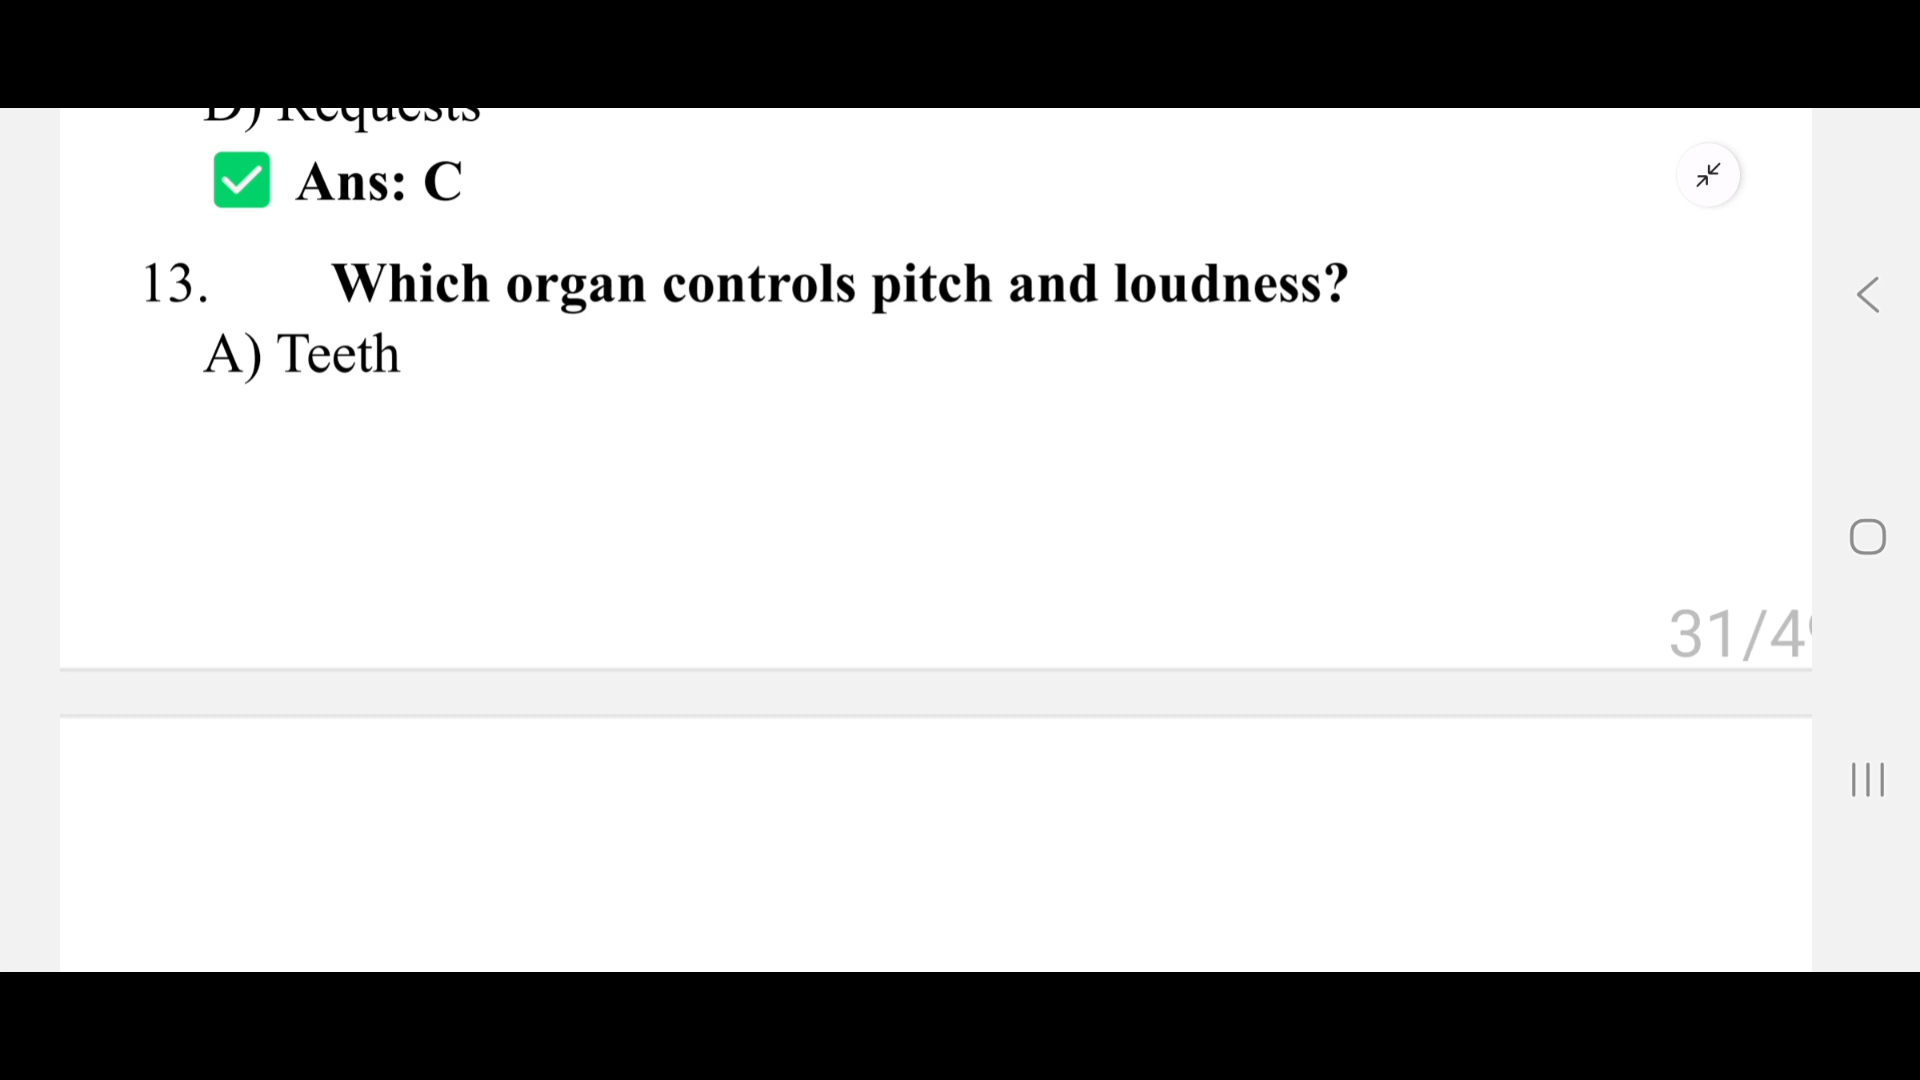 D) Requests
✅ Ans: C
13. Which organ controls pitch and loudness?
A) Teeth
31/4